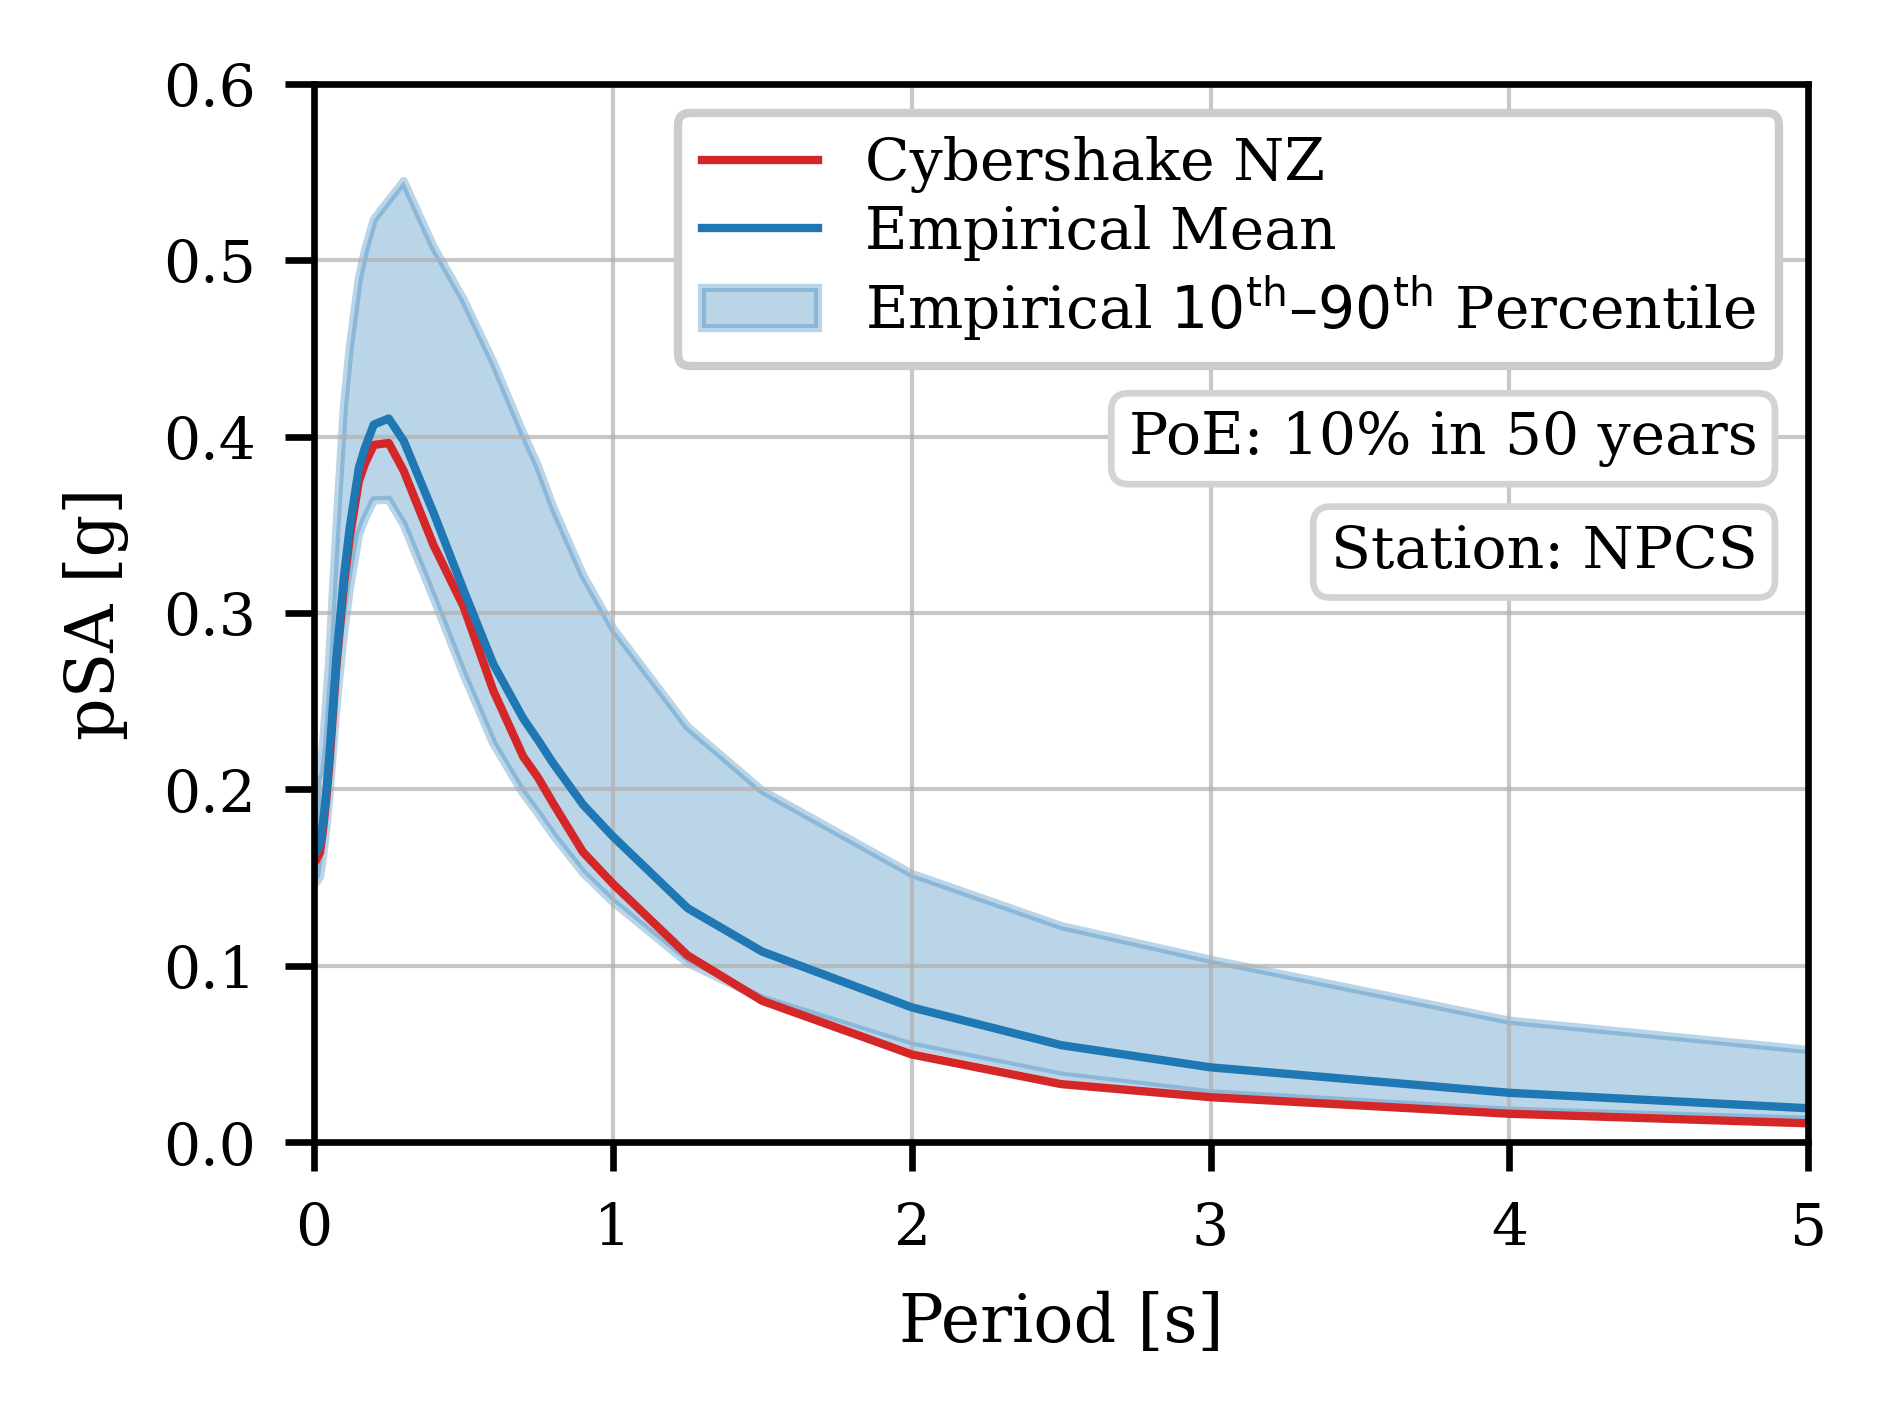 0.6
0.5
0.4
0.3
0.2
0.1
0.0
pSA [g]
Cybershake NZ
Empirical Mean
Empirical 10th–90th Percentile
PoE: 10% in 50 years
Station: NPCS
0 1 2 3 4 5
Period [s]